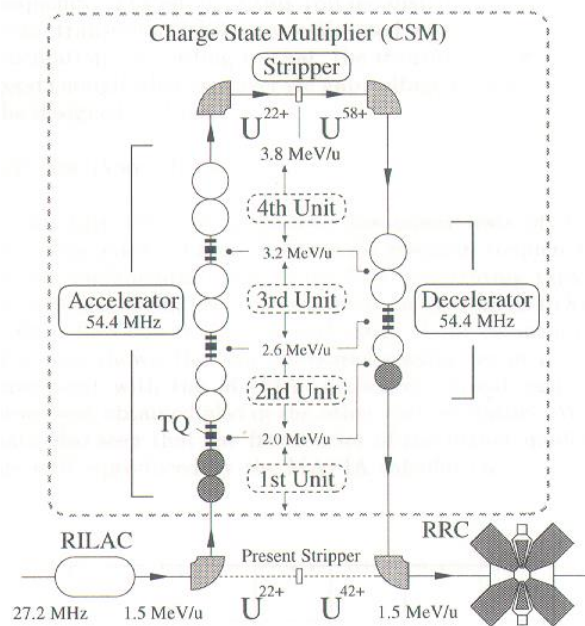 Charge State Multiplier (CSM)
Stripper
U22+ U58+
3.8 MeV/u
4th Unit
3.2 MeV/u
Accelerator
54.4 MHz
3rd Unit
Decelerator
54.4 MHz
2.6 MeV/u
2nd Unit
TQ
2.0 MeV/u
1st Unit
RILAC
Present Stripper
RRC
27.2 MHz 1.5 MeV/u U22+ U42+ 1.5 MeV/u